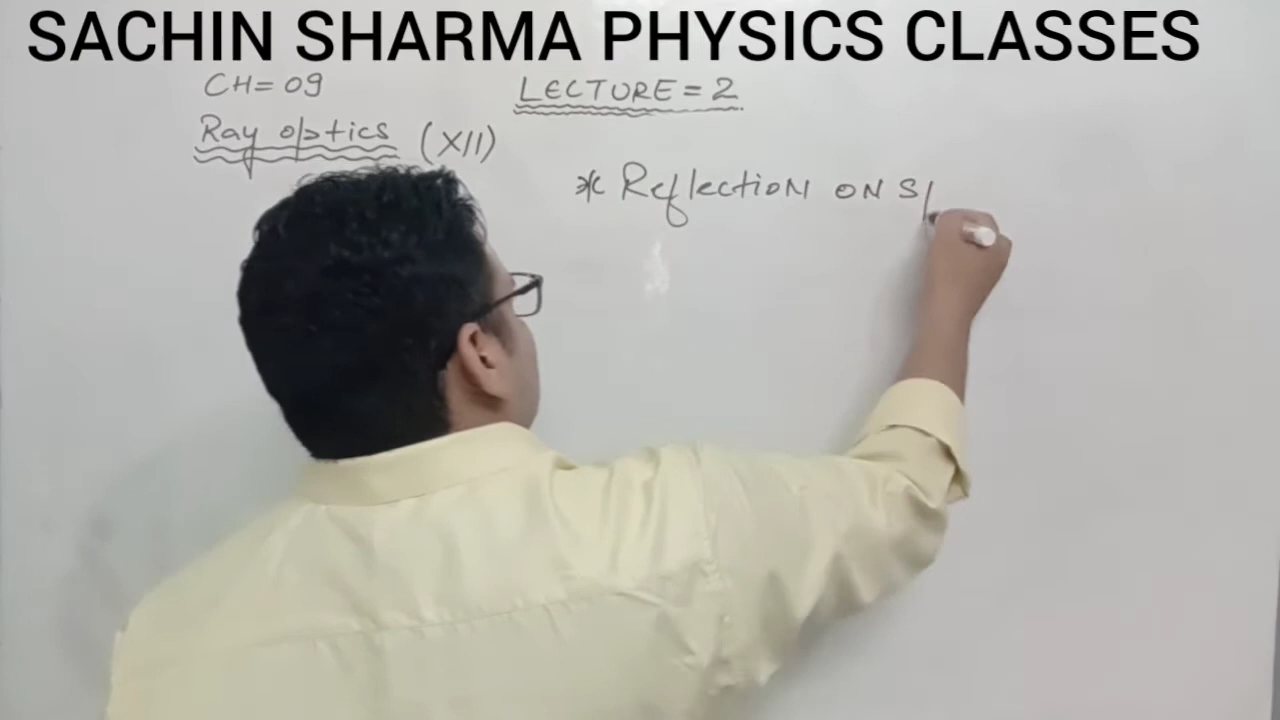 SACHIN SHARMA PHYSICS CLASSES
CH= 09
LECTURE = 2
Ray optics (XII)
* Reflection ON S